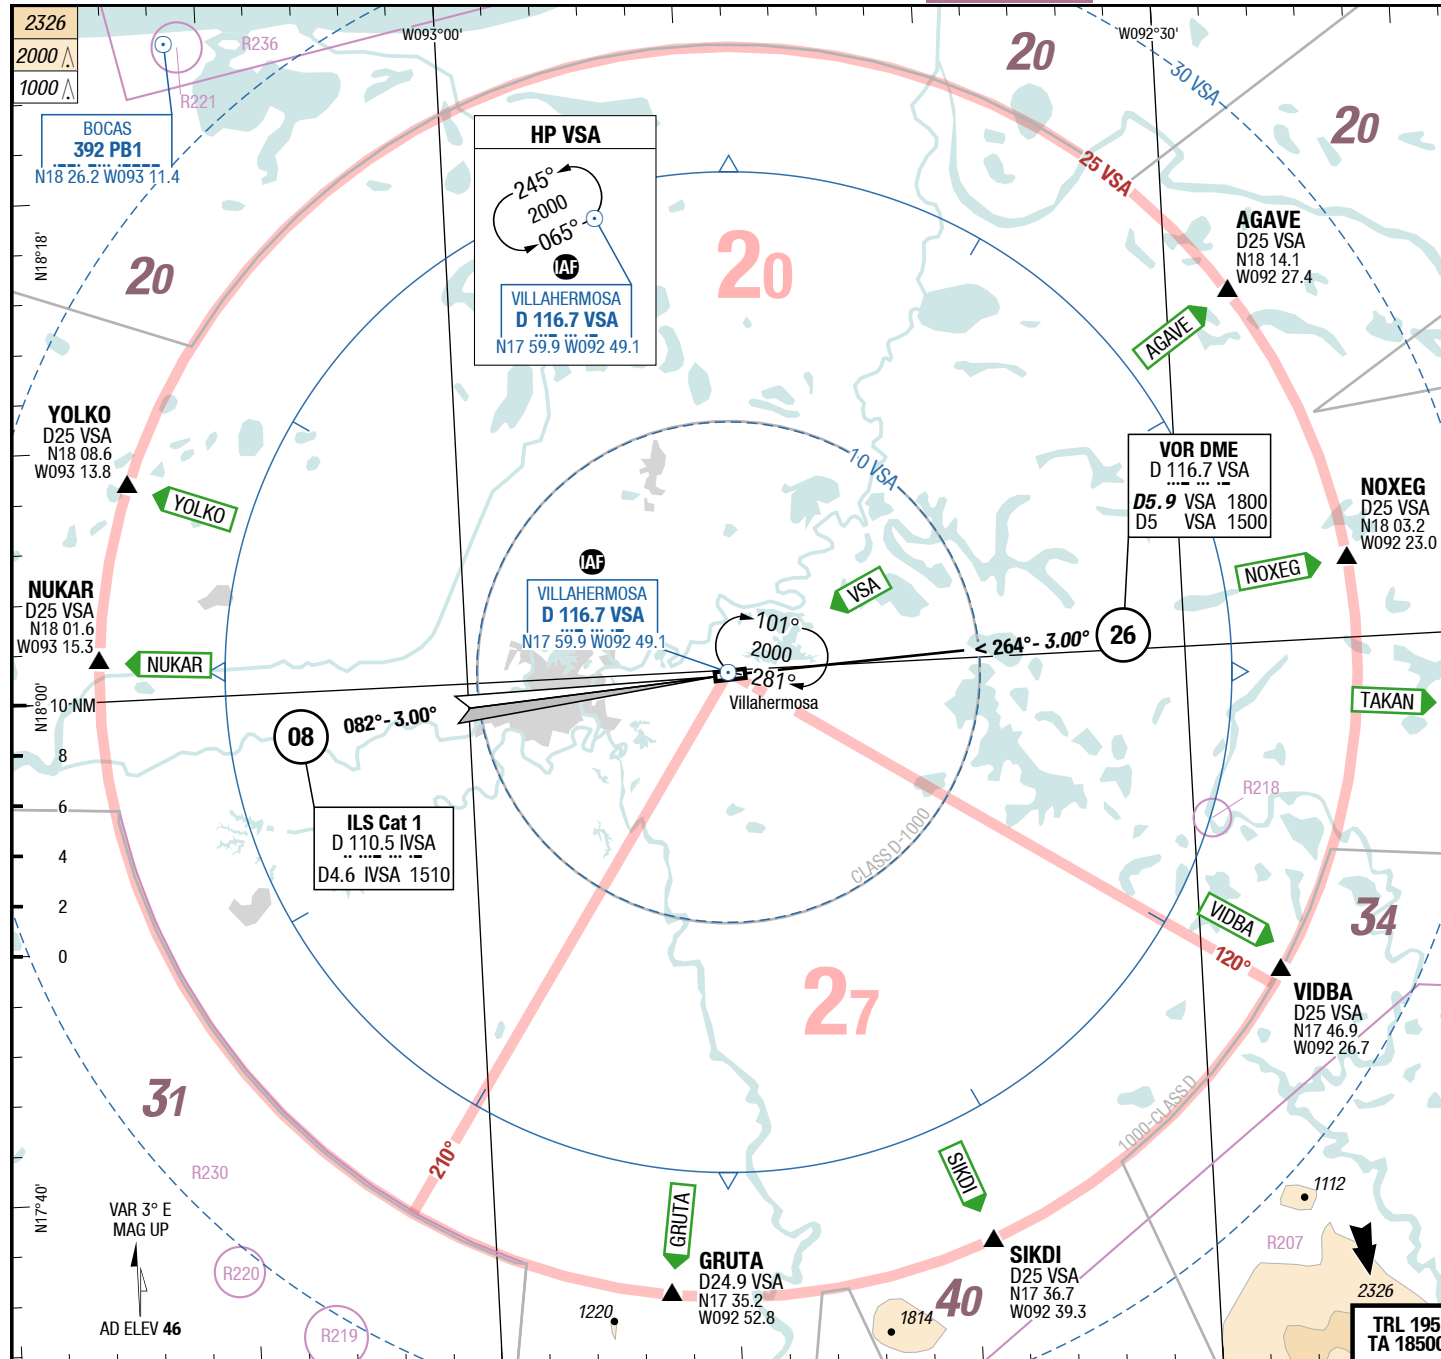 2326
2000
1000
R236
R221
BOCAS
392 PB1
N18 26.2 W093 11.4
W093°00'
W092°30'
30 VSA
20
20
HP VSA
245°
2000
065°
IAF
VILLAHERMOSA
D 116.7 VSA
N17 59.9 W092 49.1
25 VSA
AGAVE
D25 VSA
N18 14.1
W092 27.4
AGAVE
N18°18'
20
20
YOLKO
D25 VSA
N18 08.6
W093 13.8
YOLKO
10 VSA
VOR DME
D 116.7 VSA
D5.9 VSA 1800
D5 VSA 1500
NOXEG
D25 VSA
N18 03.2
W092 23.0
NOXEG
NUKAR
D25 VSA
N18 01.6
W093 15.3
NUKAR
IAF
VILLAHERMOSA
D 116.7 VSA
N17 59.9 W092 49.1
VSA
101°
2000
281°
Villahermosa
< 264°- 3.00°
26
TAKAN
N18°00'
10 NM
8
6
4
2
0
08
082°- 3.00°
ILS Cat 1
D 110.5 IVSA
D4.6 IVSA 1510
CLASS D-1000
R218
34
VIDBA
120°
VIDBA
D25 VSA
N17 46.9
W092 26.7
27
31
210°
1000-CLASS D
R230
N17°40'
VAR 3° E
MAG UP
AD ELEV 46
R220
R219
GRUTA
GRUTA
D24.9 VSA
N17 35.2
W092 52.8
SIKDI
SIKDI
D25 VSA
N17 36.7
W092 39.3
1220
1814
40
1112
R207
2326
TRL 195
TA 18500